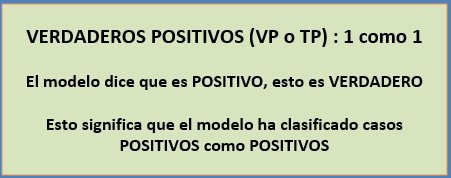 VERDADEROS POSITIVOS (VP o TP) : 1 como 1
El modelo dice que es POSITIVO, esto es VERDADERO
Esto significa que el modelo ha clasificado casos
POSITIVOS como POSITIVOS